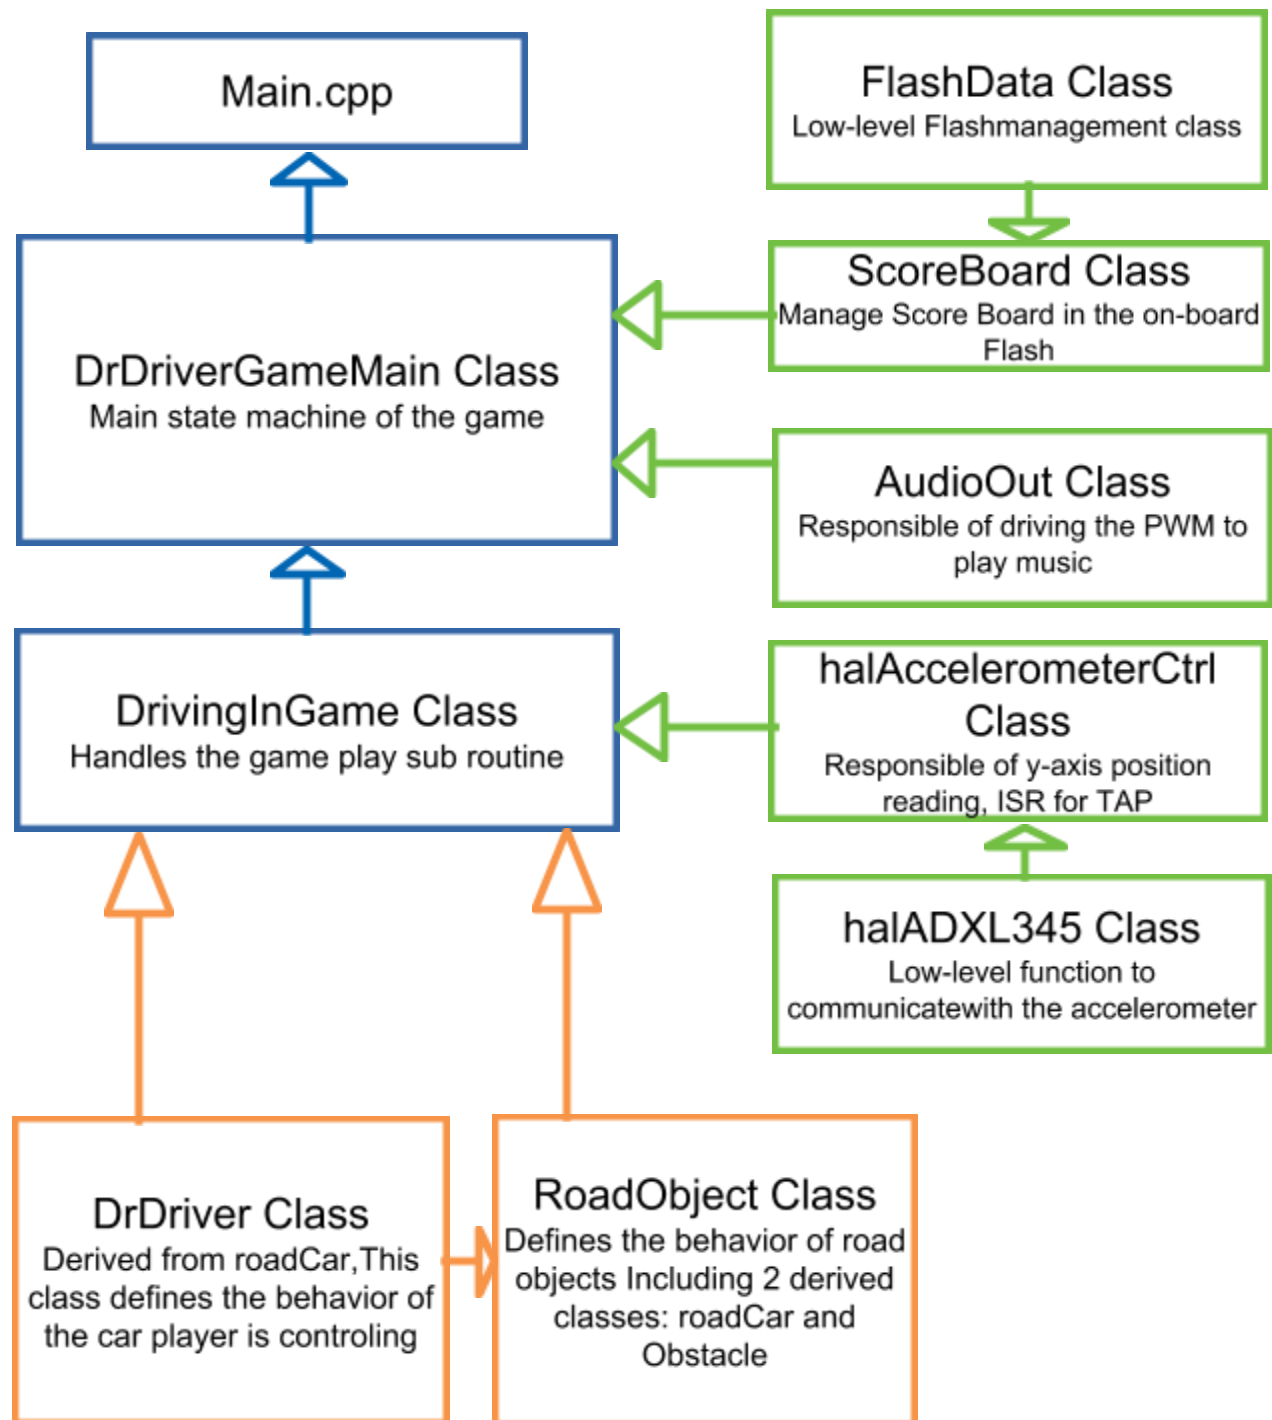 Main.cpp
FlashData Class
Low-level Flashmanagement class
ScoreBoard Class
Manage Score Board in the on-board
Flash
DrDriverGameMain Class
Main state machine of the game
AudioOut Class
Responsible of driving the PWM to
play music
DrivingInGame Class
Handles the game play sub routine
halAccelerometerCtrl
Class
Responsible of y-axis position
reading, ISR for TAP
halADXL345 Class
Low-level function to
communicatewith the accelerometer
DrDriver Class
Derived from roadCar,This
class defines the behavior of
the car player is controling
RoadObject Class
Defines the behavior of road
objects Including 2 derived
classes: roadCar and
Obstacle